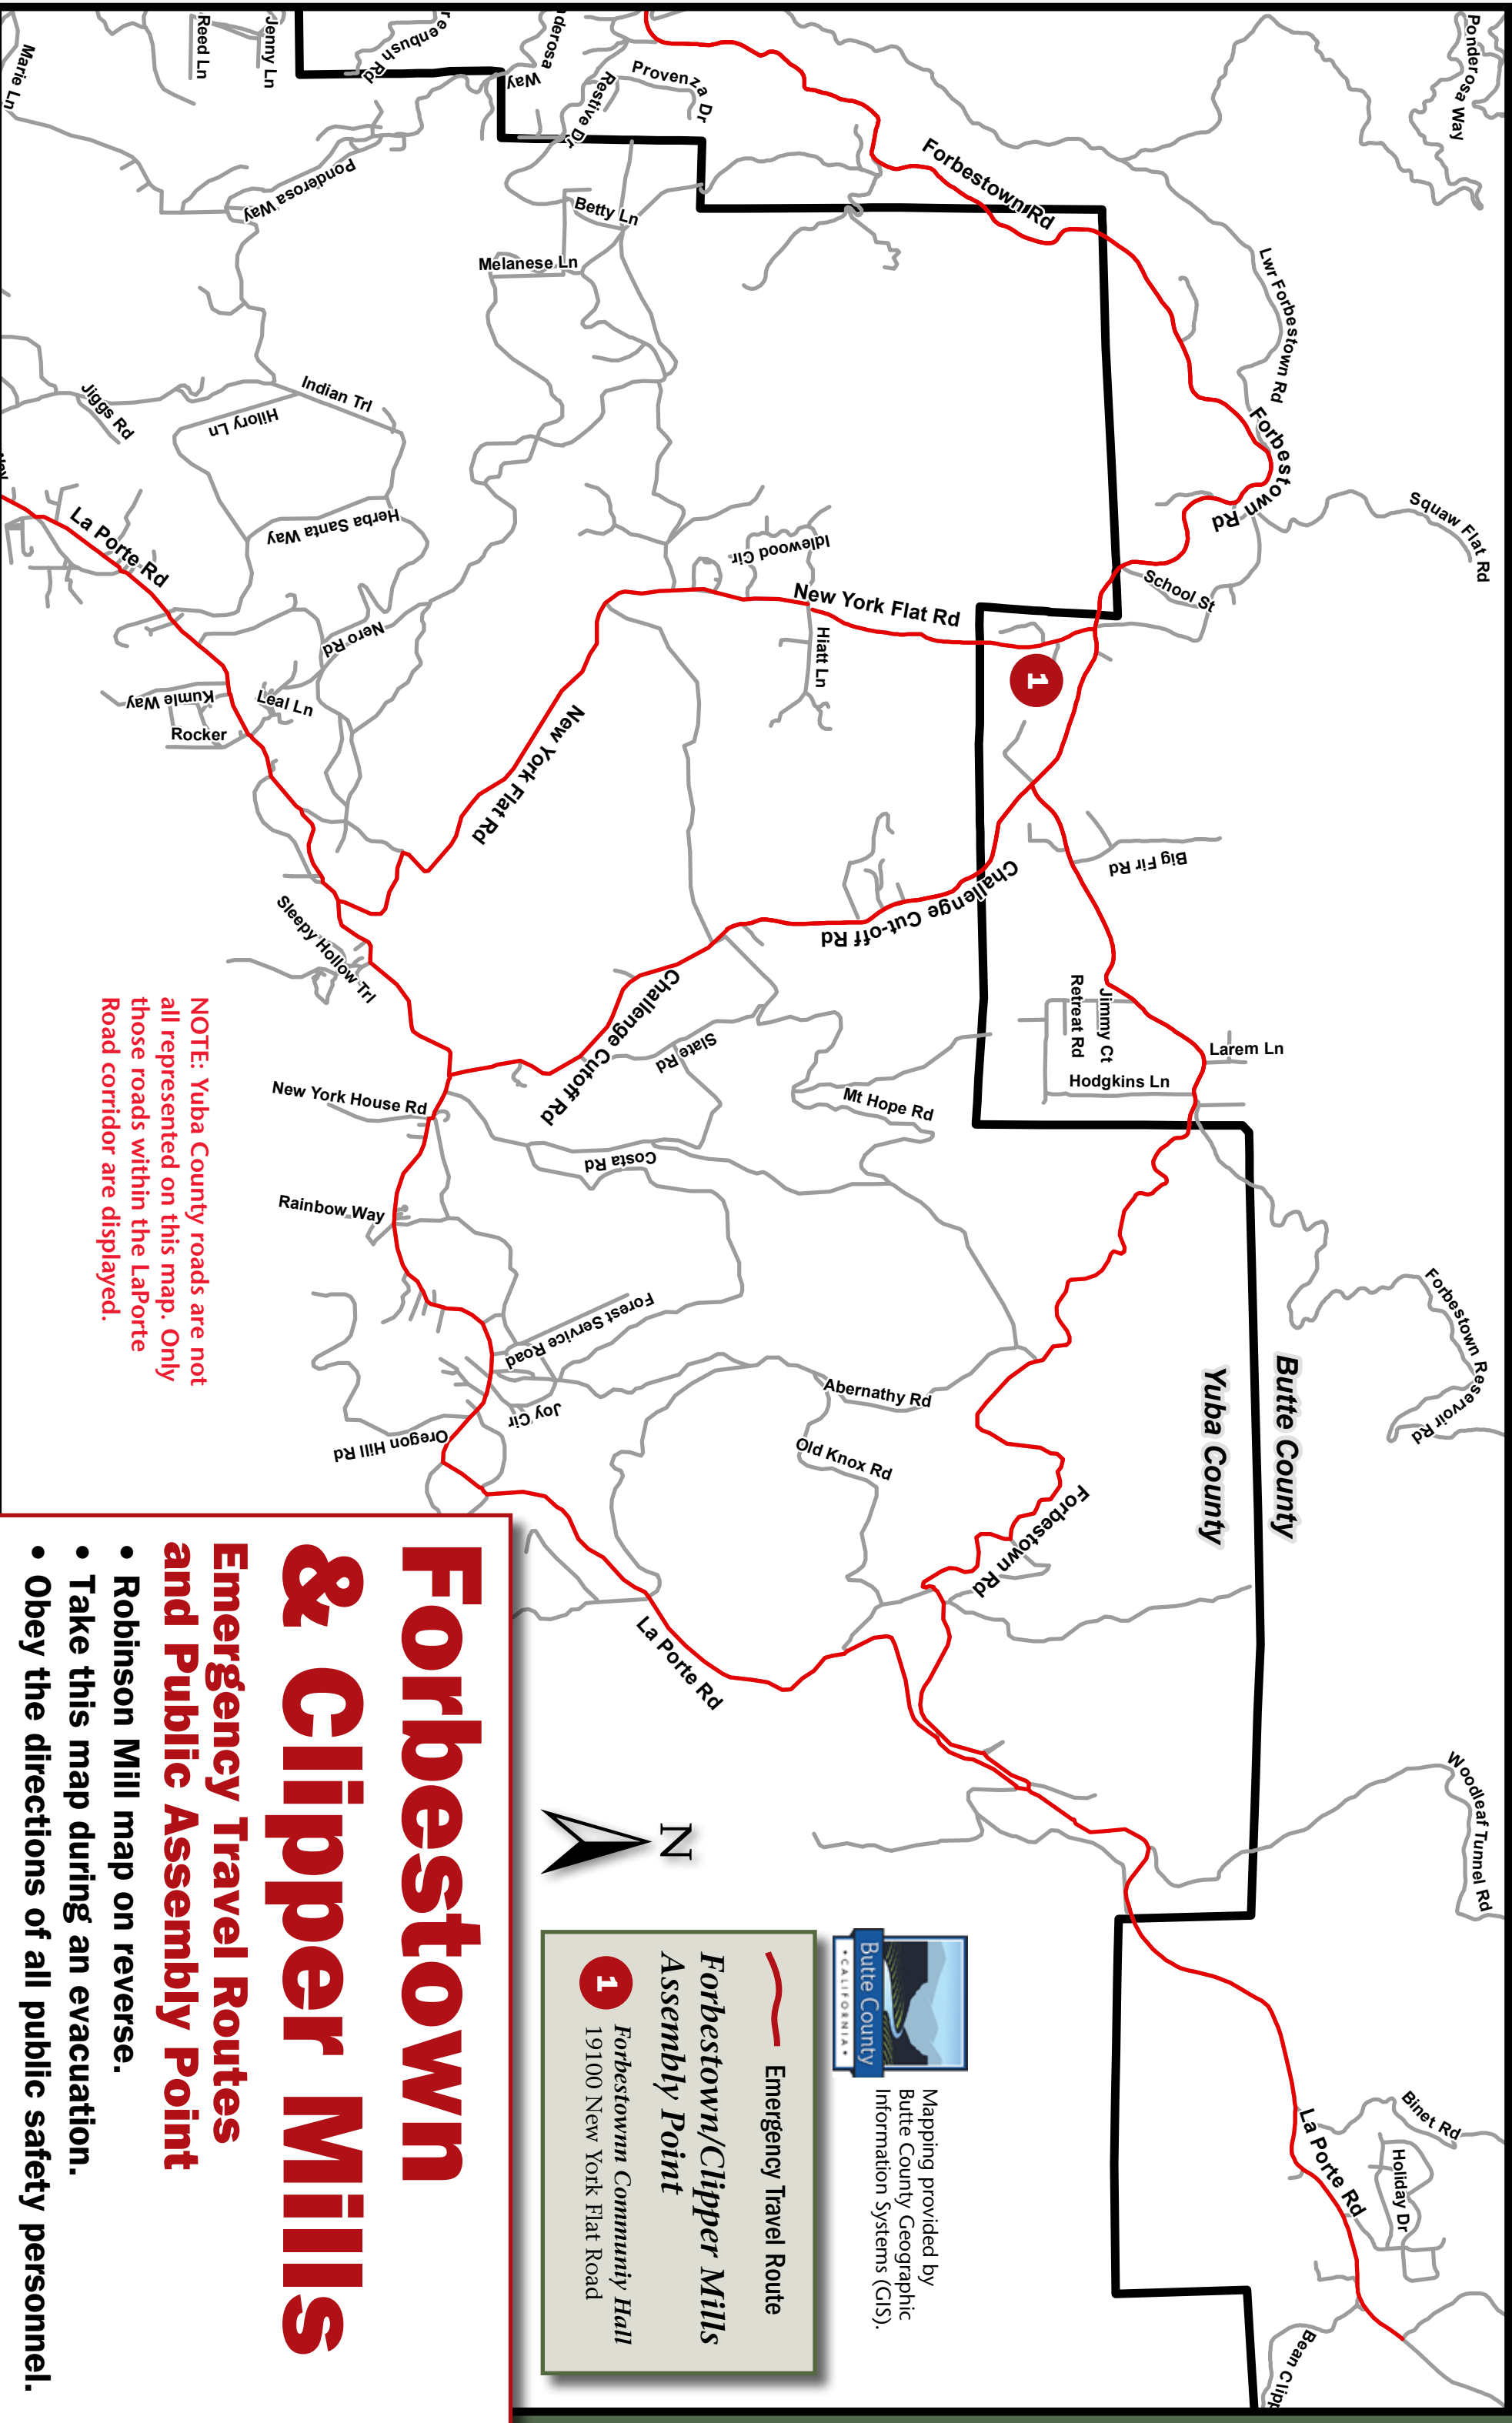 Forbestown
& Clipper Mills
Emergency Travel Routes
and Public Assembly Point
• Robinson Mill map on reverse.
• Take this map during an evacuation.
• Obey the directions of all public safety personnel.
Emergency Travel Route
Forbestown/Clipper Mills
Assembly Point
1
Forbestownn Communiy Hall
19100 New York Flat Road
Butte County
•CALIFORNIA•
Mapping provided by
Butte County Geographic
Information Systems (GIS).
N
NOTE: Yuba County roads are not
all represented on this map. Only
those roads within the LaPorte
Road corridor are displayed.
Butte County
Yuba County
1
Ponderosa Way
Squaw Flat Rd
Forbestown Reservoir Rd
Woodleaf Tunnel Rd
Binet Rd
Holiday Dr
La Porte Rd
Bean Clipp
Lwr Forbestown Rd
Forbestown Rd
Forbestown Rd
School St
Big Fir Rd
Larem Ln
Jimmy Ct
Retreat Rd
Hodgkins Ln
New York Flat Rd
Idlewood Cir
Hiatt Ln
Challenge Cut-off Rd
Mt Hope Rd
Abernathy Rd
Old Knox Rd
Forbestown Rd
Provenza Dr
Restive Dr
derosa
Way
Betty Ln
Melanese Ln
New York Flat Rd
Challenge Cutoff Rd
Slate Rd
Costa Rd
Forest Service Road
Joy Cir
La Porte Rd
reenbush Rd
Jenny Ln
Reed Ln
Marie Ln
Ponderosa Way
Indian Trl
Hilory Ln
Herba Santa Way
Jiggs Rd
La Porte Rd
Nero Rd
Leal Ln
Kumle Way
Rocker
Sleepy Hollow Trl
New York House Rd
Rainbow Way
Oregon Hill Rd